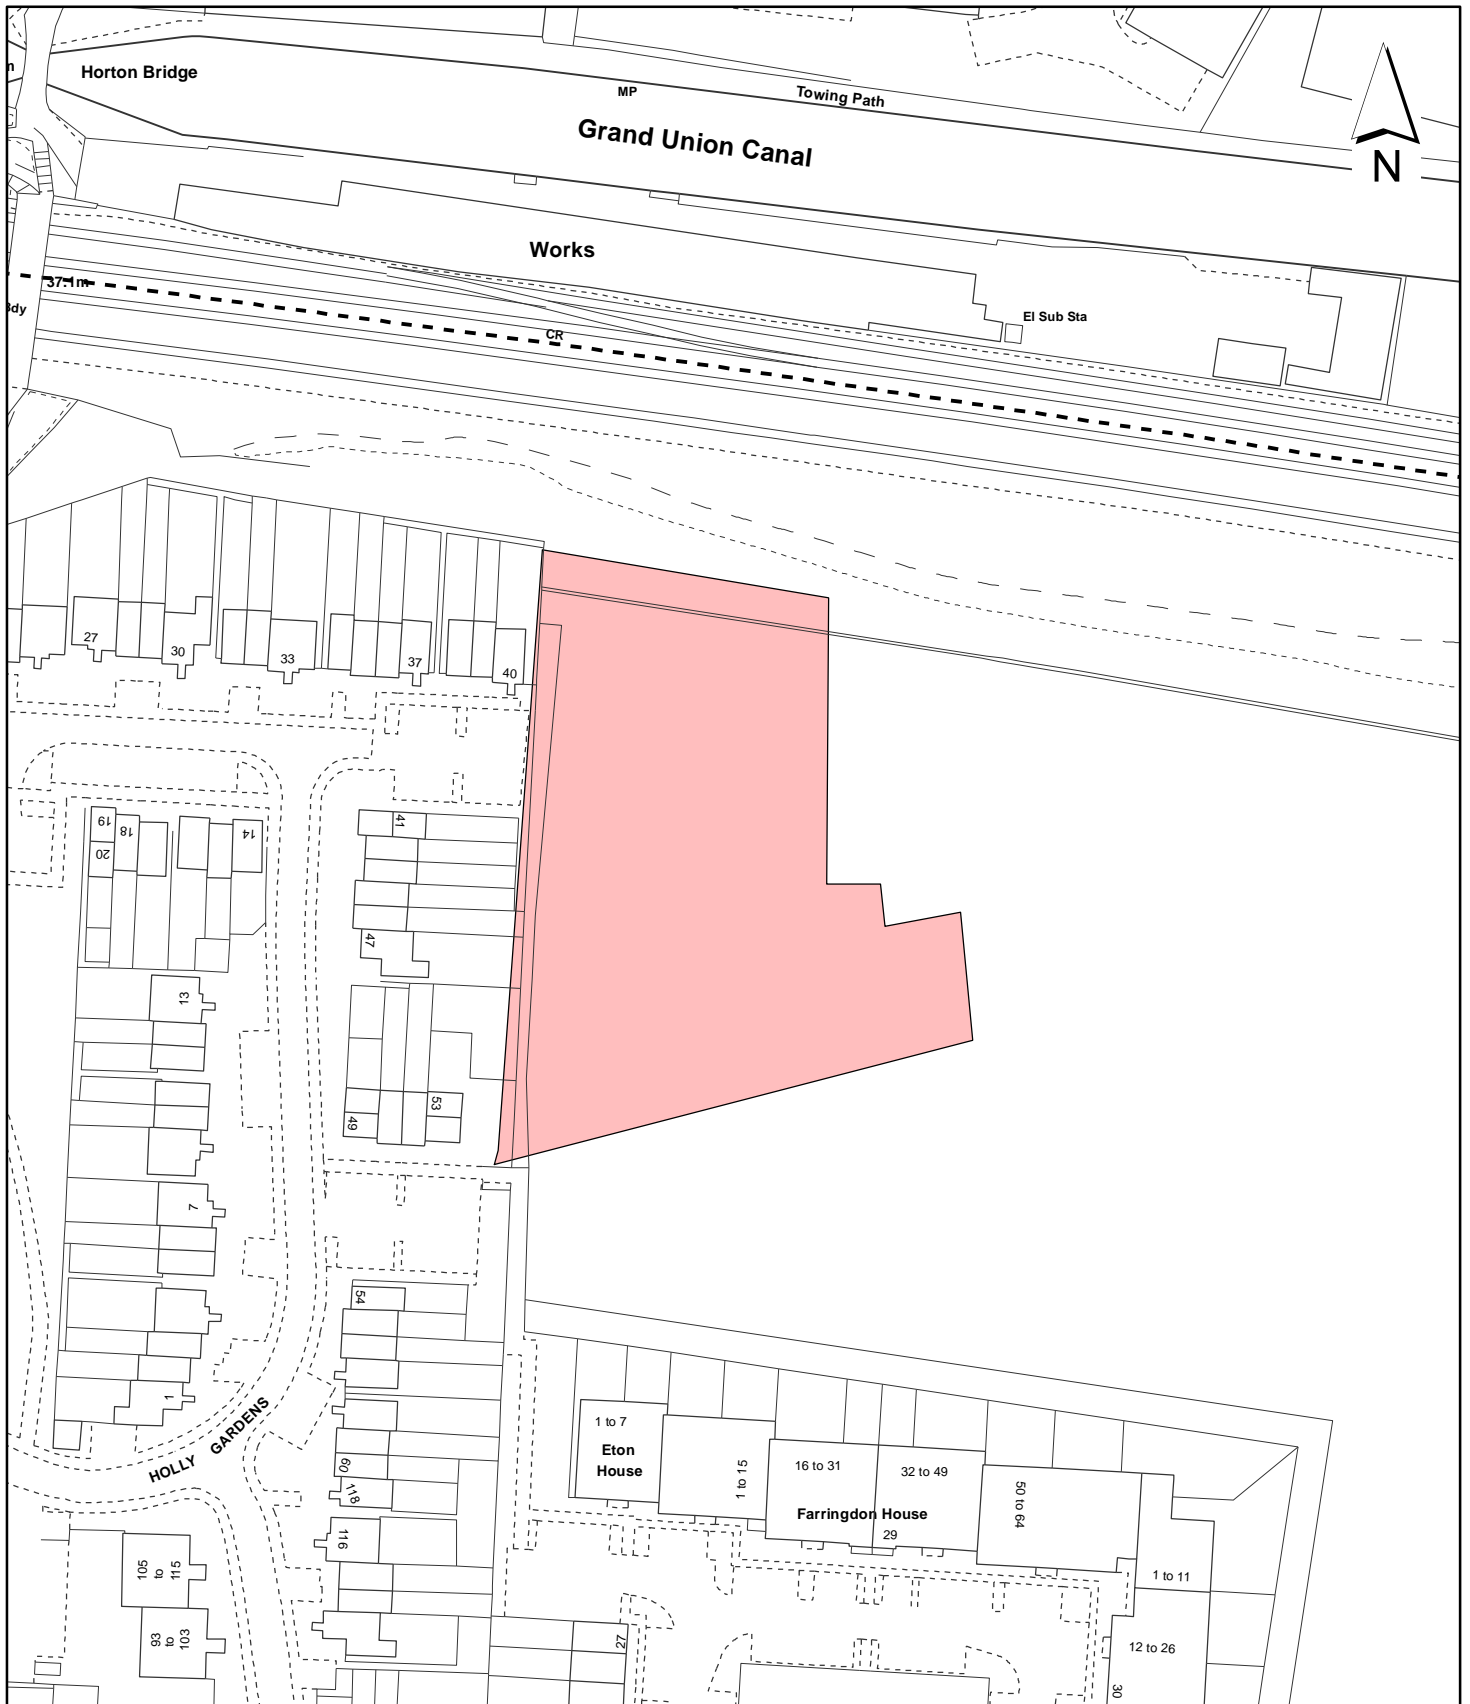 Horton Bridge
MP
Towing Path
Grand Union Canal
N
Works
37.1m
Bdy
CR
El Sub Sta
27
30
33
37
40
41
19
18
14
20
47
13
53
49
7
54
1
HOLLY GARDENS
60
118
116
1 to 7
Eton
House
1 to 15
16 to 31
32 to 49
50 to 64
Farringdon House
29
105
to
115
1 to 11
93
to
103
27
12 to 26
30